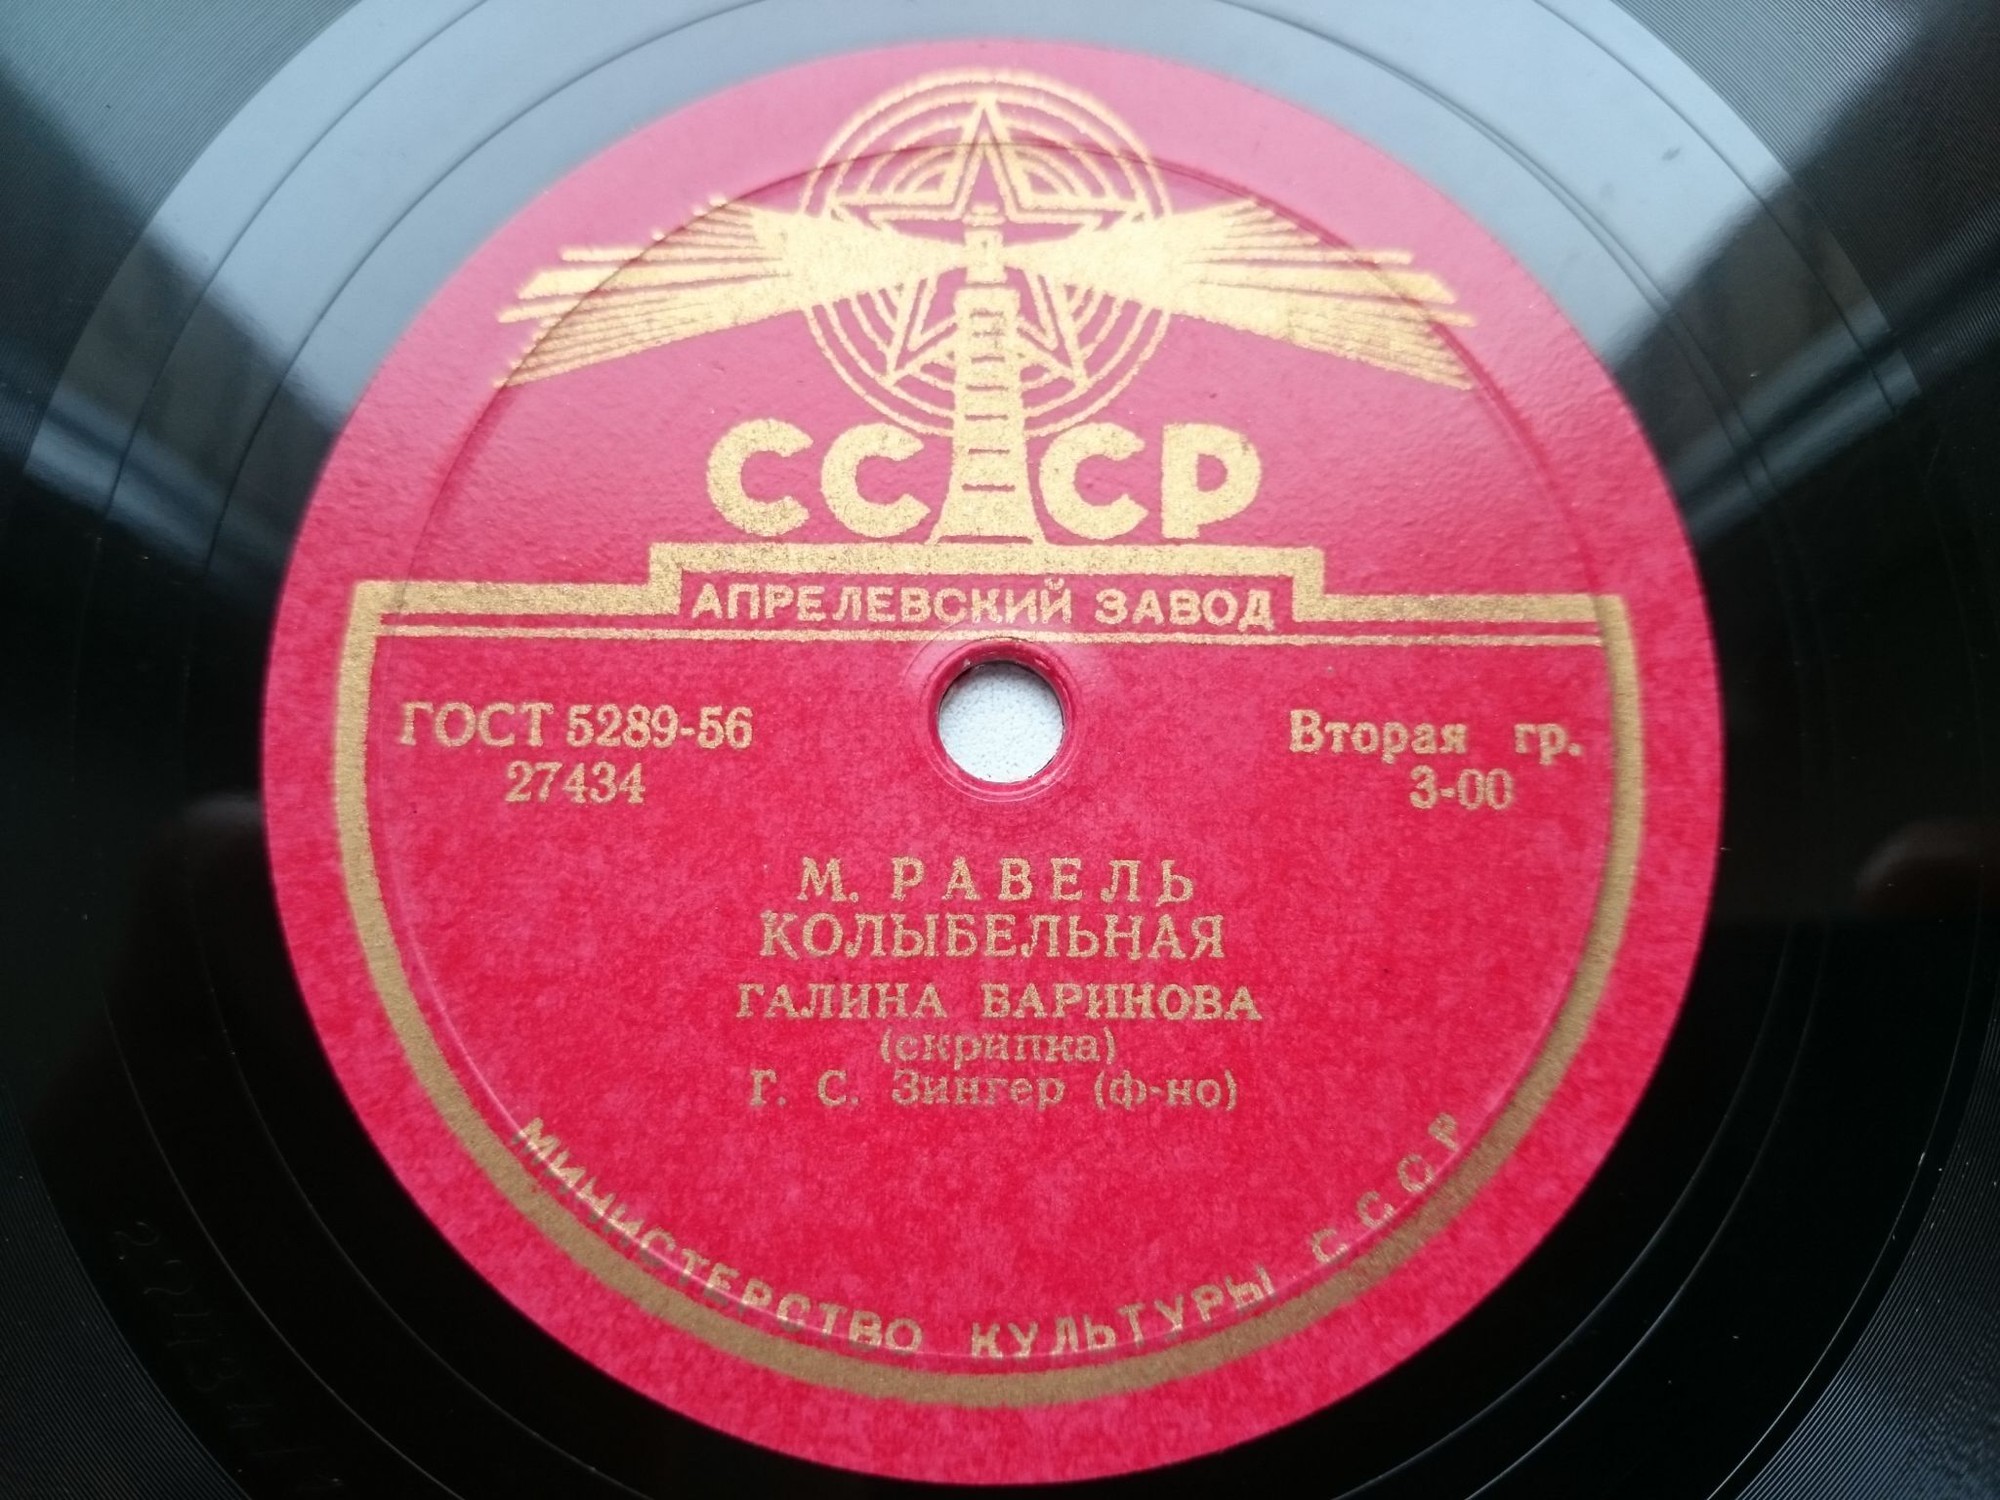 СССР
АПРЕЛЕВСКИЙ ЗАВОД
ГОСТ 5289-56
27434
Вторая гр.
3-00
М. РАВЕЛЬ
КОЛЫБЕЛЬНАЯ
ГАЛИНА БАРИНОВА
(скрипка)
Г. С. Зингер (ф-но)
МИНИСТЕРСТВО КУЛЬТУРЫ СССР